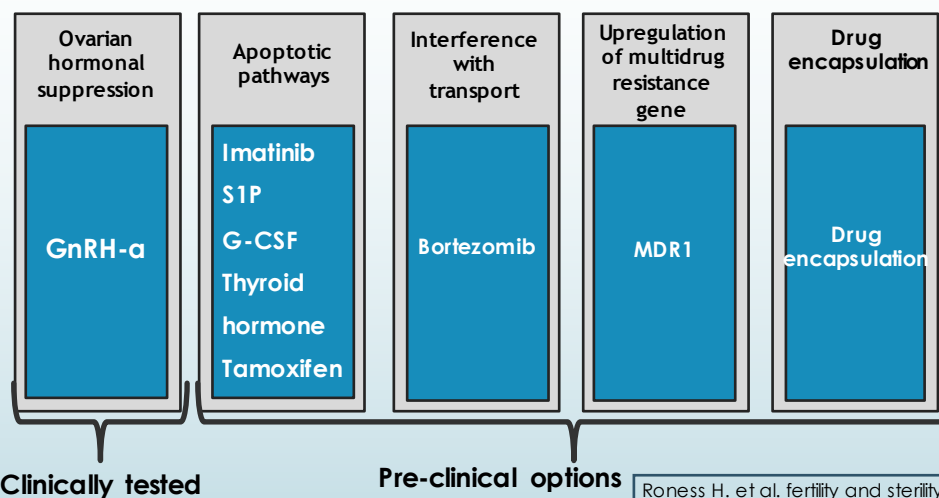 Ovarian
hormonal
suppression
GnRH-a
Apoptotic
pathways
Imatinib
S1P
G-CSF
Thyroid
hormone
Tamoxifen
Interference
with
transport
Bortezomib
Upregulation
of multidrug
resistance
gene
MDR1
Drug
encapsulation
Drug
encapsulation
Clinically tested
Pre-clinical options
Roness H. et al. fertility and sterility